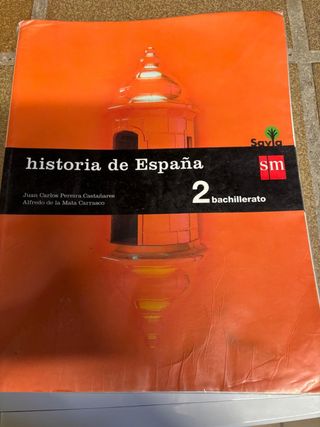 Savia
historia de España
sm
Juan Carlos Pereira Castañares
Alfredo de la Mata Carrasco
2 bachillerato